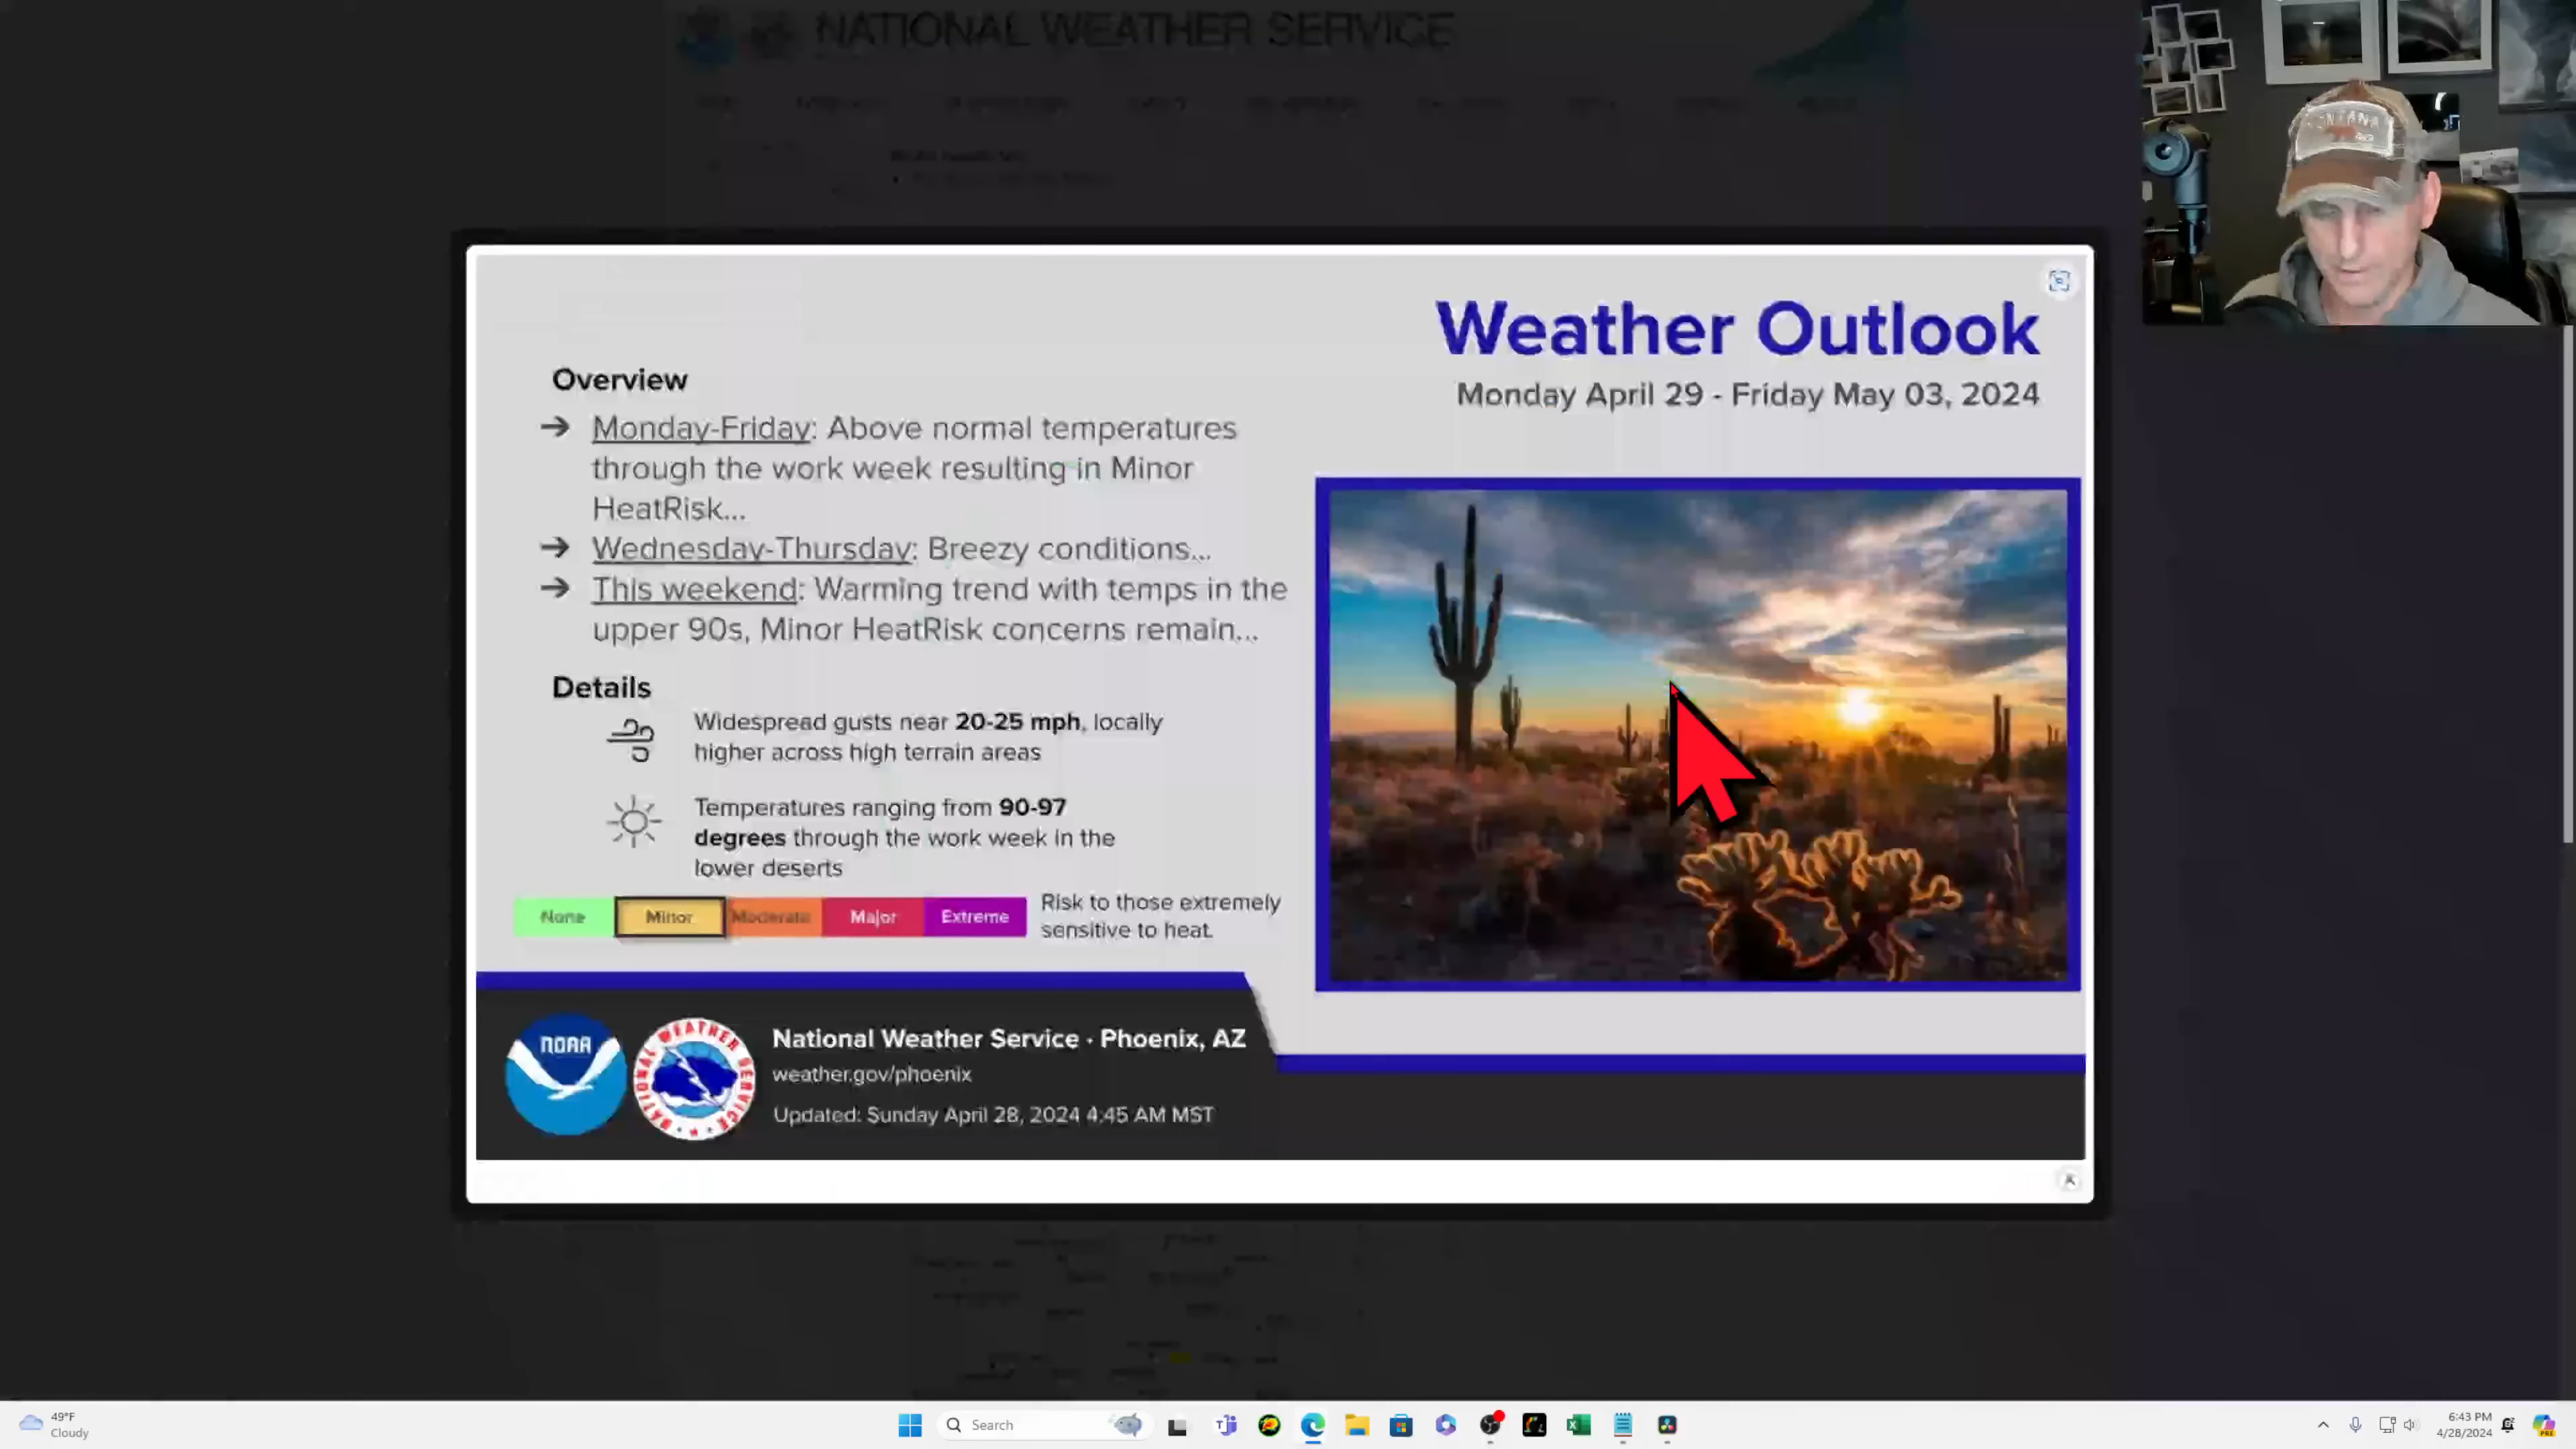 NATIONAL WEATHER SERVICE
MONTANA
Weather Outlook
Monday April 29 - Friday May 03, 2024
Overview
→ Monday-Friday: Above normal temperatures
through the work week resulting in Minor
HeatRisk...
→ Wednesday-Thursday: Breezy conditions...
→ This weekend: Warming trend with temps in the
upper 90s, Minor HeatRisk concerns remain...
Details
Widespread gusts near 20-25 mph, locally
higher across high terrain areas
Temperatures ranging from 90-97
degrees through the work week in the
lower deserts
None Minor Moderate Major Extreme
Risk to those extremely
sensitive to heat.
NOAA
NATIONAL WEATHER SERVICE
National Weather Service · Phoenix, AZ
weather.gov/phoenix
Updated: Sunday April 28, 2024 4:45 AM MST
49°F
Cloudy
Search
6:43 PM
4/28/2024
PRE